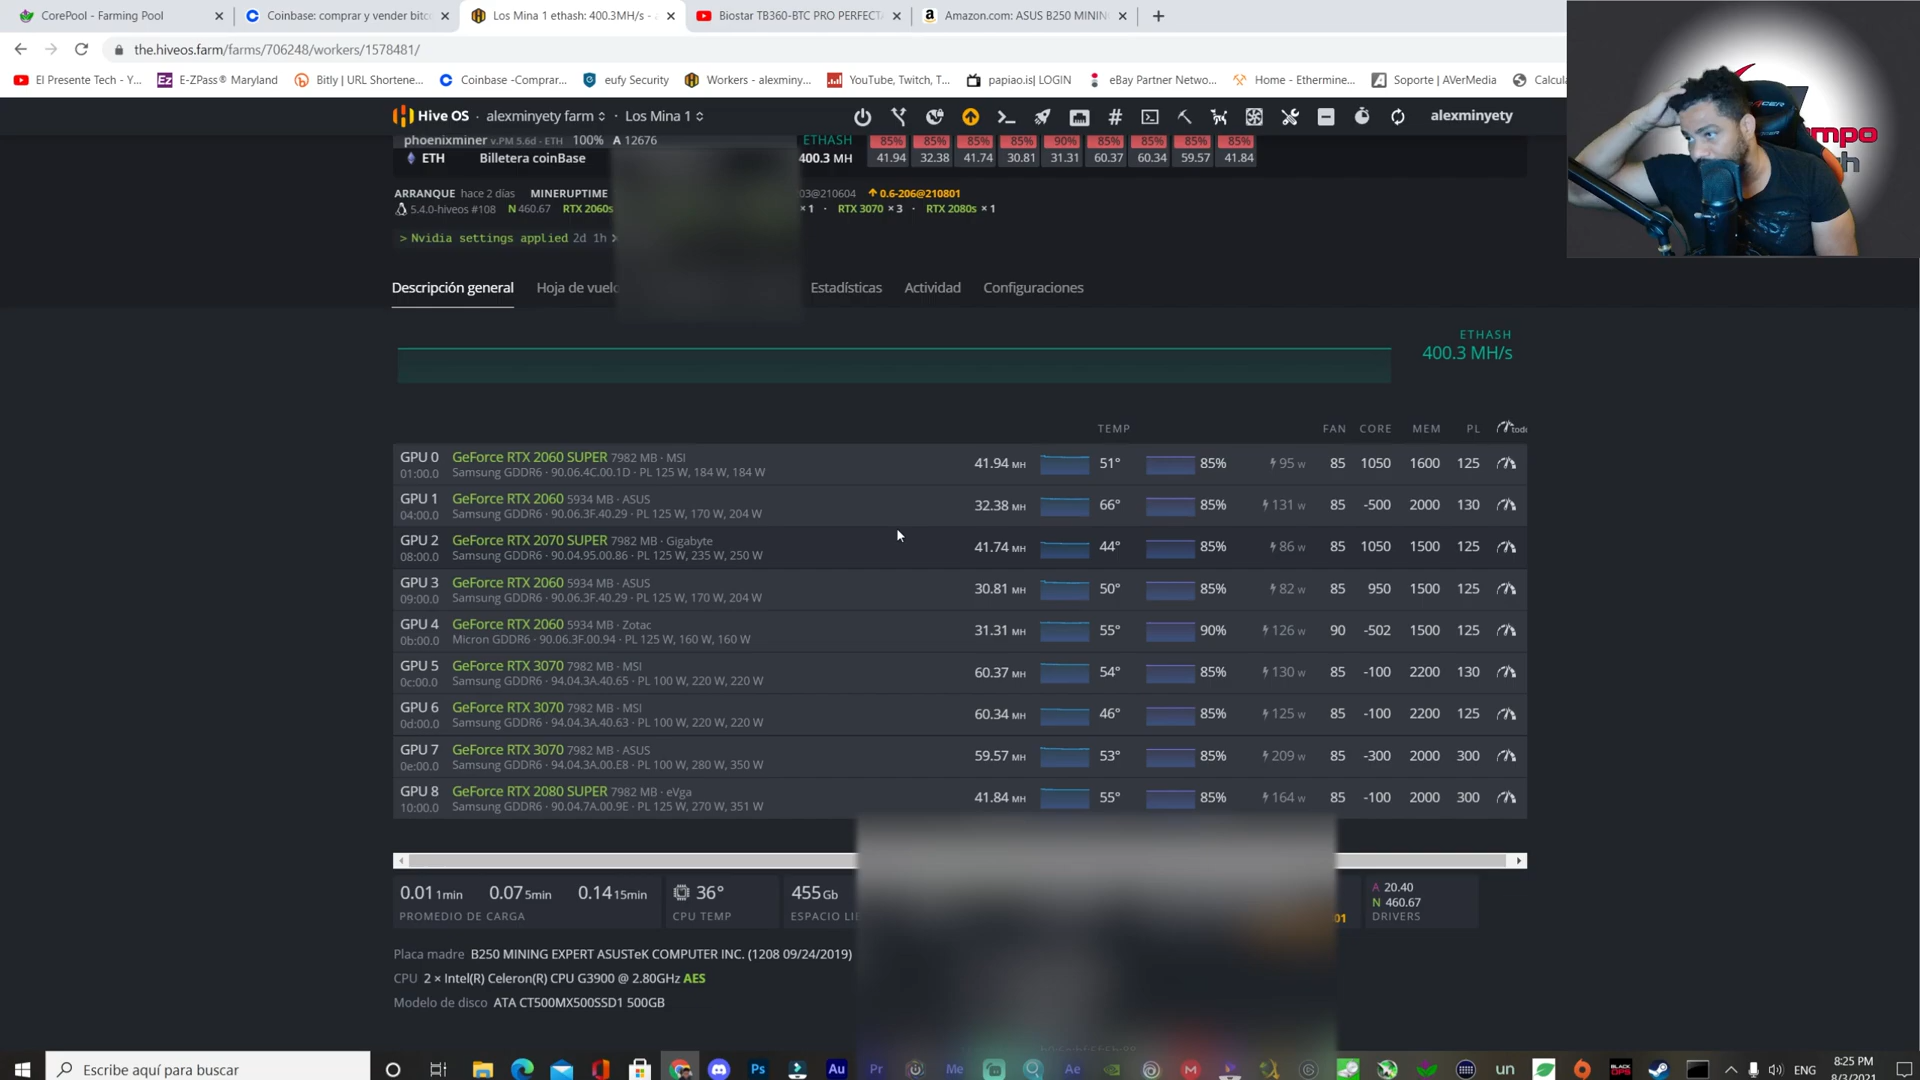 CorePool - Farming Pool
Coinbase: comprar y vender bitc
Los Mina 1 ethash: 400.3MH/s -
Biostar TB360-BTC PRO PERFECTA
Amazon.com: ASUS B250 MININ
the.hiveos.farm/farms/706248/workers/1578481/
El Presente Tech - Y...
E-ZPass® Maryland
Bitly | URL Shortene...
Coinbase -Comprar...
eufy Security
Workers - alexminy...
YouTube, Twitch, T...
papiao.is| LOGIN
eBay Partner Netwo...
Home - Ethermine...
Soporte | AVerMedia
Calcula
Hive OS · alexminyety farm Los Mina 1
alexminyety
phoenixminer v.PM 5.6d - ETH 100% A 12676 ETHASH 85% 85% 85% 85% 90% 85% 85% 85% 85%
ETH Billetera coinBase 400.3 MH 41.94 32.38 41.74 30.81 31.31 60.37 60.34 59.57 41.84
ARRANQUE hace 2 días MINERUPTIME 03@210604 0.6-206@210801
5.4.0-hiveos #108 N 460.67 RTX 2060s × 1 · RTX 3070 × 3 · RTX 2080s × 1
> Nvidia settings applied 2d 1h
Descripción general Hoja de vuelo Estadísticas Actividad Configuraciones
ETHASH
400.3 MH/s
TEMP FAN CORE MEM PL todo
GPU 0 GeForce RTX 2060 SUPER 7982 MB · MSI 41.94 MH 51° 85% 95 W 85 1050 1600 125
01:00.0 Samsung GDDR6 · 90.06.4C.00.1D · PL 125 W, 184 W, 184 W
GPU 1 GeForce RTX 2060 5934 MB · ASUS 32.38 MH 66° 85% 131 W 85 -500 2000 130
04:00.0 Samsung GDDR6 · 90.06.3F.40.29 · PL 125 W, 170 W, 204 W
GPU 2 GeForce RTX 2070 SUPER 7982 MB · Gigabyte 41.74 MH 44° 85% 86 W 85 1050 1500 125
08:00.0 Samsung GDDR6 · 90.04.95.00.86 · PL 125 W, 235 W, 250 W
GPU 3 GeForce RTX 2060 5934 MB · ASUS 30.81 MH 50° 85% 82 W 85 950 1500 125
09:00.0 Samsung GDDR6 · 90.06.3F.40.29 · PL 125 W, 170 W, 204 W
GPU 4 GeForce RTX 2060 5934 MB · Zotac 31.31 MH 55° 90% 126 W 90 -502 1500 125
0b:00.0 Micron GDDR6 · 90.06.3F.00.94 · PL 125 W, 160 W, 160 W
GPU 5 GeForce RTX 3070 7982 MB · MSI 60.37 MH 54° 85% 130 W 85 -100 2200 130
0c:00.0 Samsung GDDR6 · 94.04.3A.40.65 · PL 100 W, 220 W, 220 W
GPU 6 GeForce RTX 3070 7982 MB · MSI 60.34 MH 46° 85% 125 W 85 -100 2200 125
0d:00.0 Samsung GDDR6 · 94.04.3A.40.63 · PL 100 W, 220 W, 220 W
GPU 7 GeForce RTX 3070 7982 MB · ASUS 59.57 MH 53° 85% 209 W 85 -300 2000 300
0e:00.0 Samsung GDDR6 · 94.04.3A.00.E8 · PL 100 W, 280 W, 350 W
GPU 8 GeForce RTX 2080 SUPER 7982 MB · eVga 41.84 MH 55° 85% 164 W 85 -100 2000 300
10:00.0 Samsung GDDR6 · 90.04.7A.00.9E · PL 125 W, 270 W, 351 W
0.01 1min 0.07 5min 0.14 15min 36° 455Gb A 20.40
N 460.67
PROMEDIO DE CARGA CPU TEMP ESPACIO LI 01 DRIVERS
Placa madre B250 MINING EXPERT ASUSTeK COMPUTER INC. (1208 09/24/2019)
CPU 2 × Intel(R) Celeron(R) CPU G3900 @ 2.80GHz AES
Modelo de disco ATA CT500MX500SSD1 500GB
Escribe aquí para buscar
ENG
8:25 PM
8/3/2021